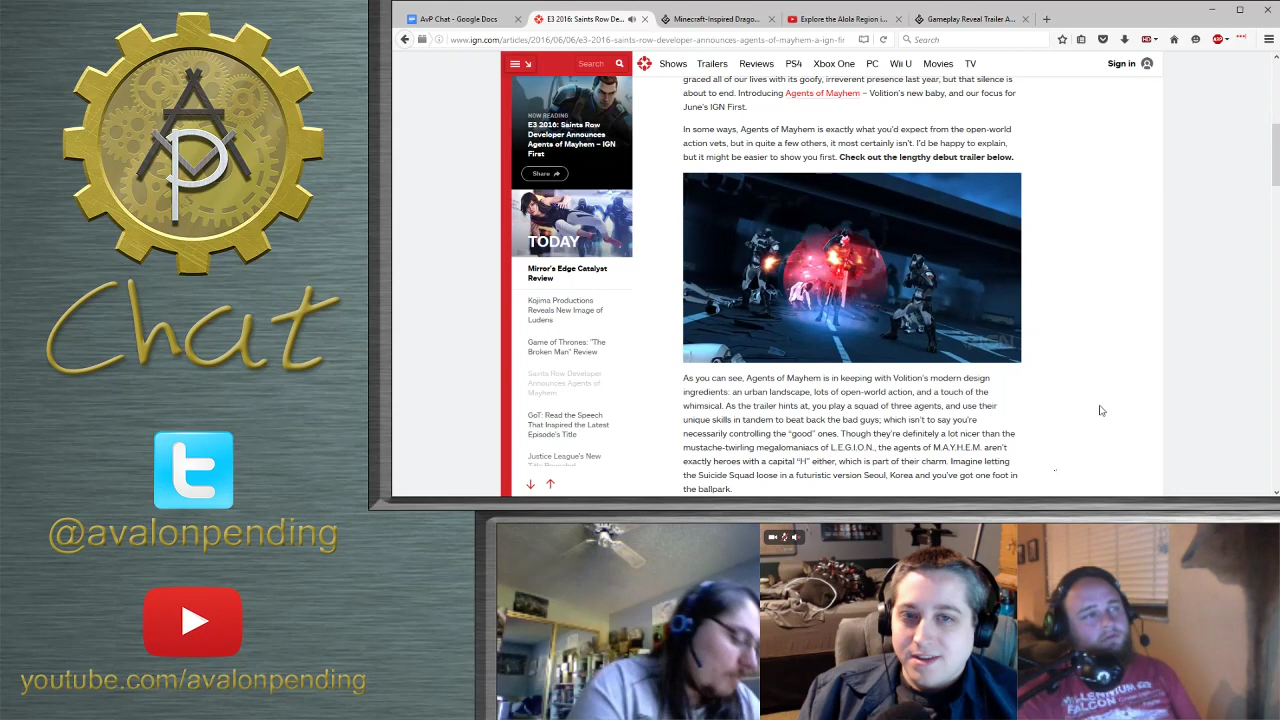 AP
Chat
@avalonpending
youtube.com/avalonpending
AvP Chat - Google Docs
E3 2016: Saints Row De...
Minecraft-Inspired Drago...
Explore the Alola Region i...
Gameplay Reveal Trailer A...
www.ign.com/articles/2016/06/06/e3-2016-saints-row-developer-announces-agents-of-mayhem-a-ign-fir
Search
Search
Shows Trailers Reviews PS4 Xbox One PC Wii U Movies TV
Sign in
NOW READING
E3 2016: Saints Row
Developer Announces
Agents of Mayhem – IGN
First
Share
TODAY
Mirror's Edge Catalyst
Review
Kojima Productions
Reveals New Image of
Ludens
Game of Thrones: "The
Broken Man" Review
Saints Row Developer
Announces Agents of
Mayhem
GoT: Read the Speech
That Inspired the Latest
Episode's Title
Justice League's New
Title Revealed
graced all of our lives with its goofy, irreverent presence last year, but that silence is
about to end. Introducing Agents of Mayhem – Volition's new baby, and our focus for
June's IGN First.
In some ways, Agents of Mayhem is exactly what you'd expect from the open-world
action vets, but in quite a few others, it most certainly isn't. I'd be happy to explain,
but it might be easier to show you first. Check out the lengthy debut trailer below.
As you can see, Agents of Mayhem is in keeping with Volition's modern design
ingredients: an urban landscape, lots of open-world action, and a touch of the
whimsical. As the trailer hints at, you play a squad of three agents, and use their
unique skills in tandem to beat back the bad guys; which isn't to say you're
necessarily controlling the "good" ones. Though they're definitely a lot nicer than the
mustache-twirling megalomaniacs of L.E.G.I.O.N., the agents of M.A.Y.H.E.M. aren't
exactly heroes with a capital "H" either, which is part of their charm. Imagine letting
the Suicide Squad loose in a futuristic version Seoul, Korea and you've got one foot in
the ballpark.
MILLENNIUM
FALCON